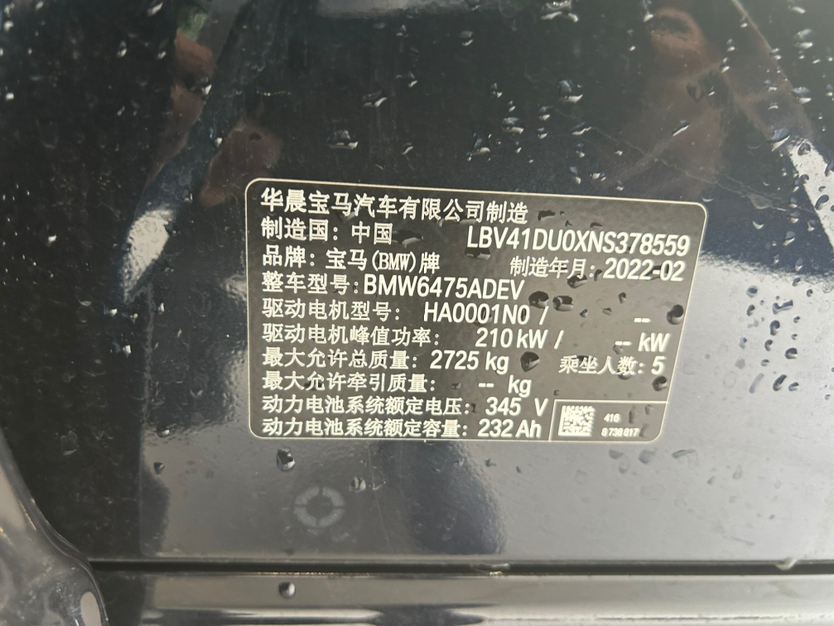 华晨宝马汽车有限公司制造
制造国：中国 LBV41DU0XNS378559
品牌：宝马(BMW)牌 制造年月：2022-02
整车型号：BMW6475ADEV
驱动电机型号： HA0001N0 / --
驱动电机峰值功率： 210 kW / -- kW
最大允许总质量：2725 kg 乘坐人数：5
最大允许牵引质量： -- kg
动力电池系统额定电压： 345 V
动力电池系统额定容量：232 Ah
416
8 738 017